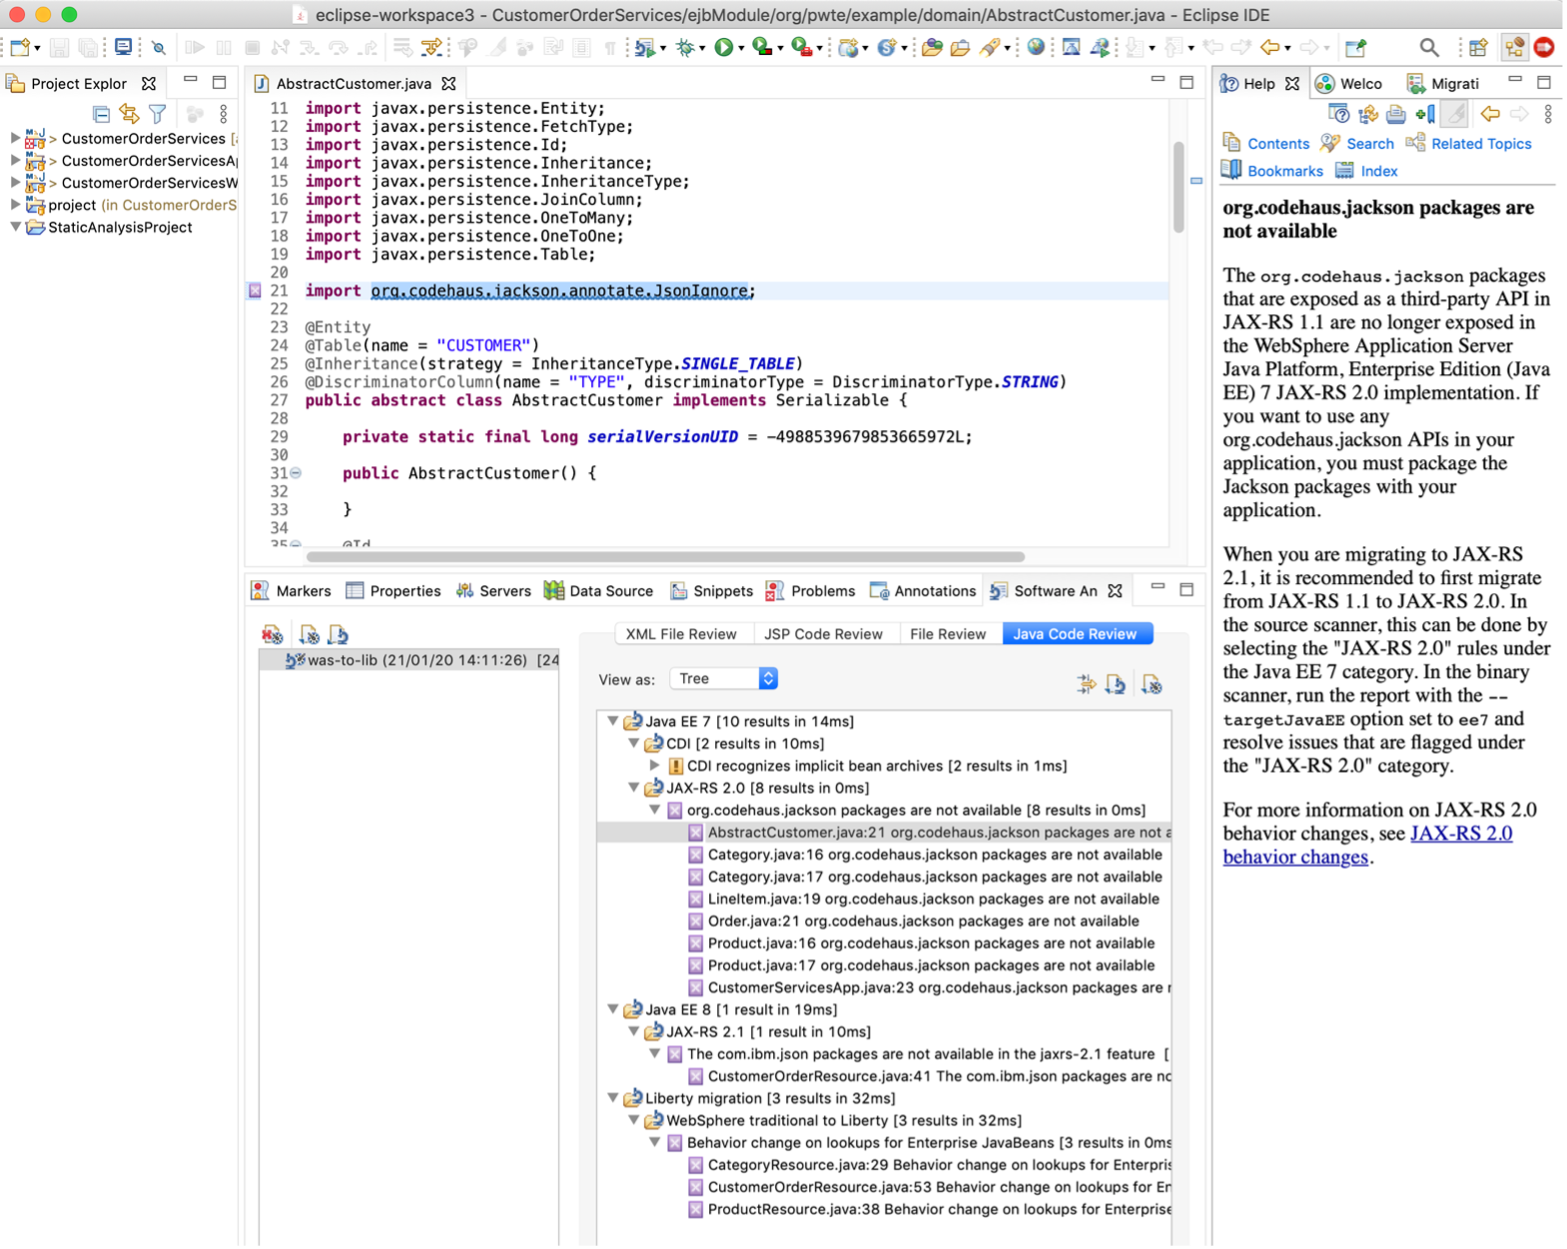 eclipse-workspace3 - CustomerOrderServices/ejbModule/org/pwte/example/domain/AbstractCustomer.java - Eclipse IDE
Project Explor
> CustomerOrderServices
> CustomerOrderServicesA
> CustomerOrderServicesW
project (in CustomerOrderS
StaticAnalysisProject
AbstractCustomer.java
11 import javax.persistence.Entity;
12 import javax.persistence.FetchType;
13 import javax.persistence.Id;
14 import javax.persistence.Inheritance;
15 import javax.persistence.InheritanceType;
16 import javax.persistence.JoinColumn;
17 import javax.persistence.OneToMany;
18 import javax.persistence.OneToOne;
19 import javax.persistence.Table;
20
21 import org.codehaus.jackson.annotate.JsonIgnore;
22
23 @Entity
24 @Table(name = "CUSTOMER")
25 @Inheritance(strategy = InheritanceType.SINGLE_TABLE)
26 @DiscriminatorColumn(name = "TYPE", discriminatorType = DiscriminatorType.STRING)
27 public abstract class AbstractCustomer implements Serializable {
28
29 private static final long serialVersionUID = -4988539679853665972L;
30
31 public AbstractCustomer() {
32
33 }
34
35 @Id
Markers Properties Servers Data Source Snippets Problems Annotations Software An
was-to-lib (21/01/20 14:11:26) [24
XML File Review JSP Code Review File Review Java Code Review
View as: Tree
Java EE 7 [10 results in 14ms]
CDI [2 results in 10ms]
CDI recognizes implicit bean archives [2 results in 1ms]
JAX-RS 2.0 [8 results in 0ms]
org.codehaus.jackson packages are not available [8 results in 0ms]
AbstractCustomer.java:21 org.codehaus.jackson packages are not a
Category.java:16 org.codehaus.jackson packages are not available
Category.java:17 org.codehaus.jackson packages are not available
LineItem.java:19 org.codehaus.jackson packages are not available
Order.java:21 org.codehaus.jackson packages are not available
Product.java:16 org.codehaus.jackson packages are not available
Product.java:17 org.codehaus.jackson packages are not available
CustomerServicesApp.java:23 org.codehaus.jackson packages are r
Java EE 8 [1 result in 19ms]
JAX-RS 2.1 [1 result in 10ms]
The com.ibm.json packages are not available in the jaxrs-2.1 feature [
CustomerOrderResource.java:41 The com.ibm.json packages are nc
Liberty migration [3 results in 32ms]
WebSphere traditional to Liberty [3 results in 32ms]
Behavior change on lookups for Enterprise JavaBeans [3 results in 0ms
CategoryResource.java:29 Behavior change on lookups for Enterpris
CustomerOrderResource.java:53 Behavior change on lookups for En
ProductResource.java:38 Behavior change on lookups for Enterprise
Help Welco Migrati
Contents Search Related Topics
Bookmarks Index
org.codehaus.jackson packages are
not available
The org.codehaus.jackson packages
that are exposed as a third-party API in
JAX-RS 1.1 are no longer exposed in
the WebSphere Application Server
Java Platform, Enterprise Edition (Java
EE) 7 JAX-RS 2.0 implementation. If
you want to use any
org.codehaus.jackson APIs in your
application, you must package the
Jackson packages with your
application.
When you are migrating to JAX-RS
2.1, it is recommended to first migrate
from JAX-RS 1.1 to JAX-RS 2.0. In
the source scanner, this can be done by
selecting the "JAX-RS 2.0" rules under
the Java EE 7 category. In the binary
scanner, run the report with the --
targetJavaEE option set to ee7 and
resolve issues that are flagged under
the "JAX-RS 2.0" category.
For more information on JAX-RS 2.0
behavior changes, see JAX-RS 2.0
behavior changes.